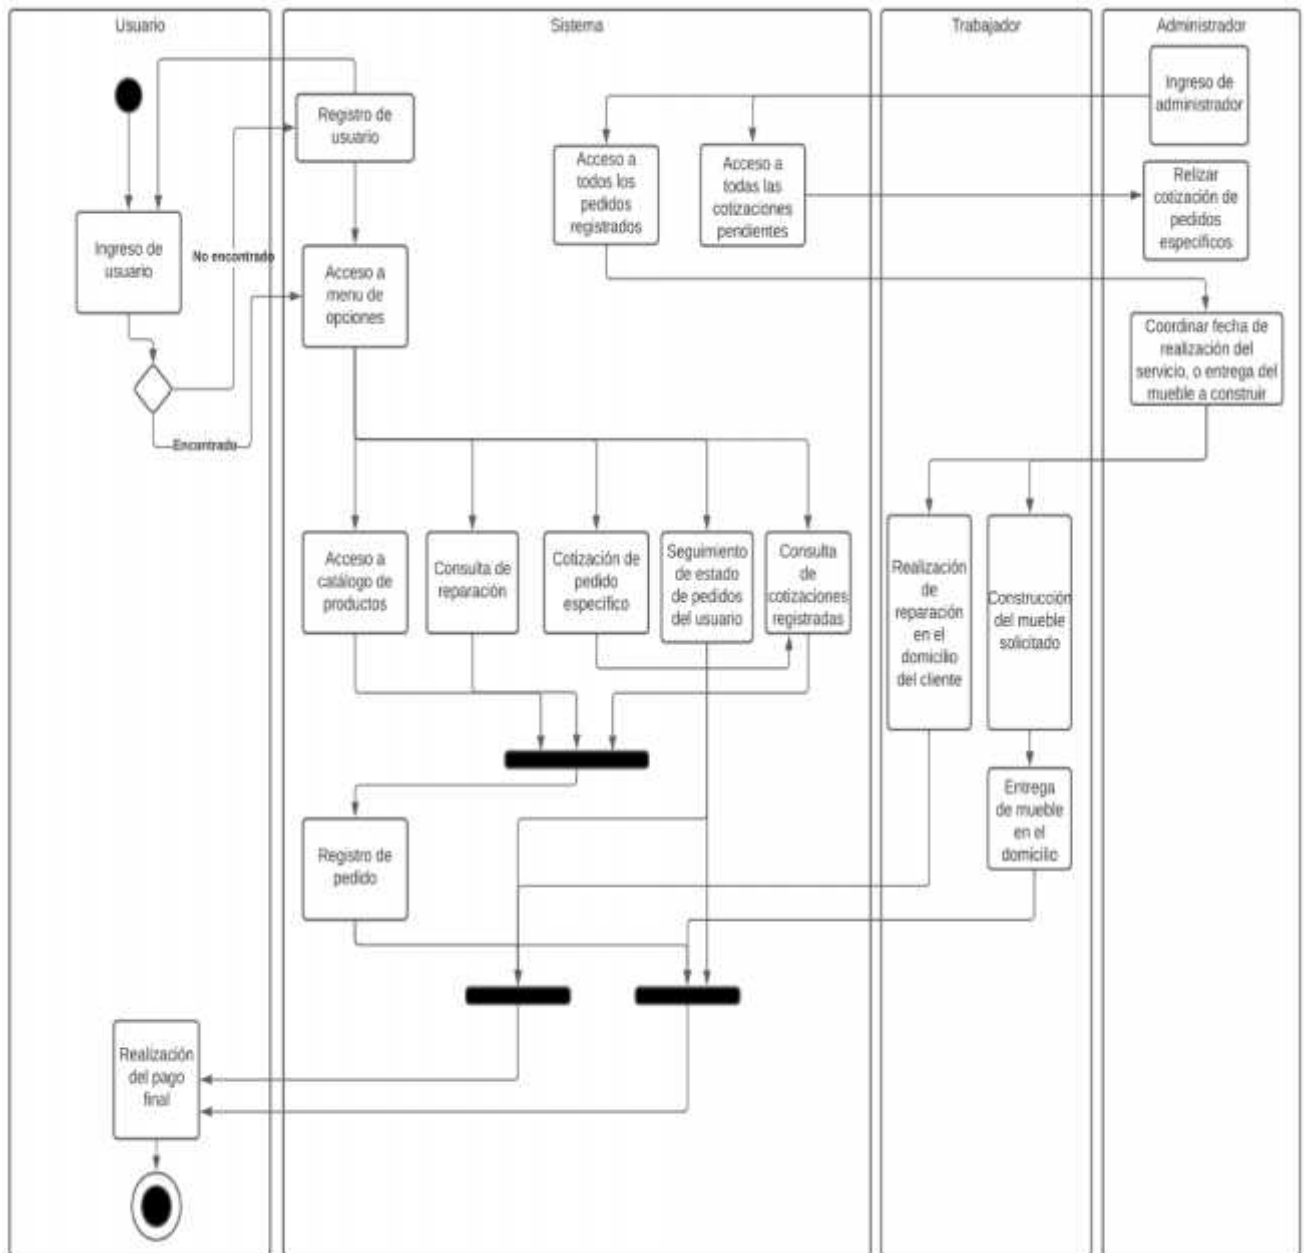 Usuario
Sistema
Trabajador
Administrador
Ingreso de
administrador
Registro de
usuario
Acceso a
todos los
pedidos
registrados
Acceso a
todas las
cotizaciones
pendientes
Relizar
cotización de
pedidos
específicos
Ingreso de
usuario
No encontrado
Acceso a
menu de
opciones
Coordinar fecha de
realización del
servicio, o entrega del
mueble a construir
Encontrado
Acceso a
catálogo de
productos
Consulta de
reparación
Cotización de
pedido
específico
Seguimiento
de estado
de pedidos
del usuario
Consulta
de
cotizaciones
registradas
Realización
de
reparación
en el
domicilio
del cliente
Construcción
del mueble
solicitado
Entrega
de mueble
en el
domicilio
Registro de
pedido
Realización
del pago
final